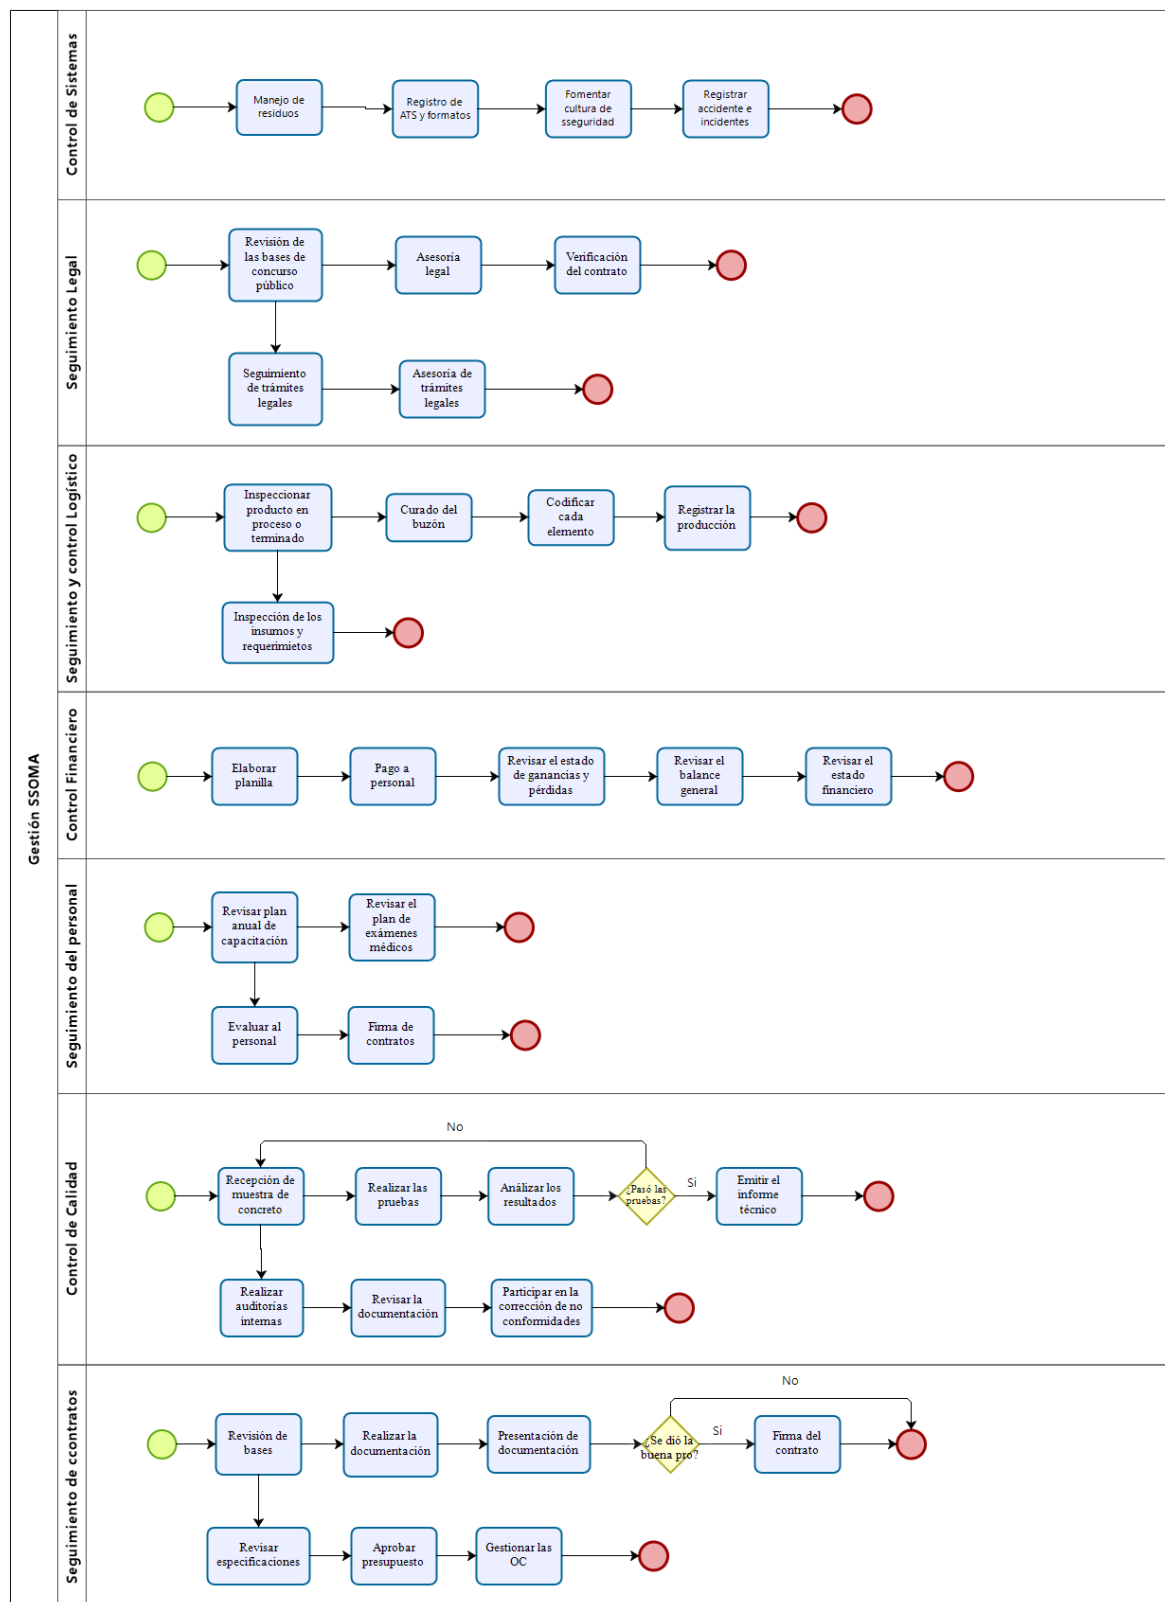 Gestión SSOMA
Control de Sistemas
Manejo de
residuos
Registro de
ATS y formatos
Fomentar
cultura de
sseguridad
Registrar
accidente e
incidentes
Seguimiento Legal
Revisión de
las bases de
concurso
público
Asesoría
legal
Verificación
del contrato
Seguimiento
de trámites
legales
Asesoría de
trámites
legales
Seguimiento y control Logístico
Inspeccionar
producto en
proceso o
terminado
Curado del
buzón
Codificar
cada
elemento
Registrar la
producción
Inspección de los
insumos y
requerimietos
Control Financiero
Elaborar
planilla
Pago a
personal
Revisar el estado
de ganancias y
pérdidas
Revisar el
balance
general
Revisar el
estado
financiero
Seguimiento del personal
Revisar plan
anual de
capacitación
Revisar el
plan de
exámenes
médicos
Evaluar al
personal
Firma de
contratos
Control de Calidad
No
Recepción de
muestra de
concreto
Realizar las
pruebas
Análizar los
resultados
¿Pasó las
pruebas?
Si
Emitir el
informe
técnico
Realizar
auditorías
internas
Revisar la
documentación
Participar en la
corrección de no
conformidades
Seguimiento de ccontratos
No
Revisión de
bases
Realizar la
documentación
Presentación de
documentación
¿Se dió la
buena pro?
Si
Firma del
contrato
Revisar
especificaciones
Aprobar
presupuesto
Gestionar las
OC